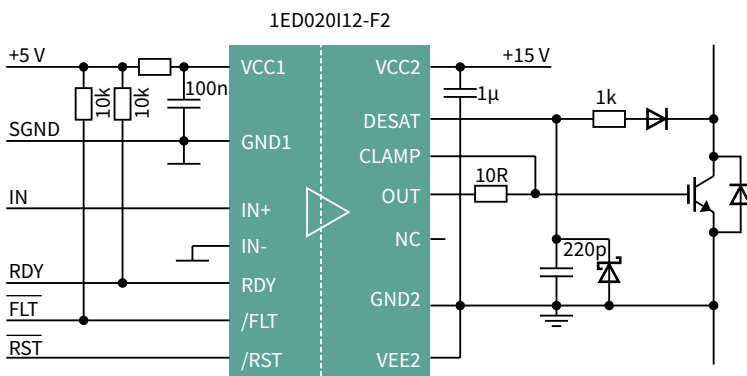 1ED020I12-F2
+5 V
+15 V
VCC1
VCC2
100n
1µ
10k
10k
1k
DESAT
SGND
GND1
CLAMP
10R
IN
IN+
OUT
IN-
NC
220p
RDY
RDY
GND2
FLT
/FLT
RST
/RST
VEE2